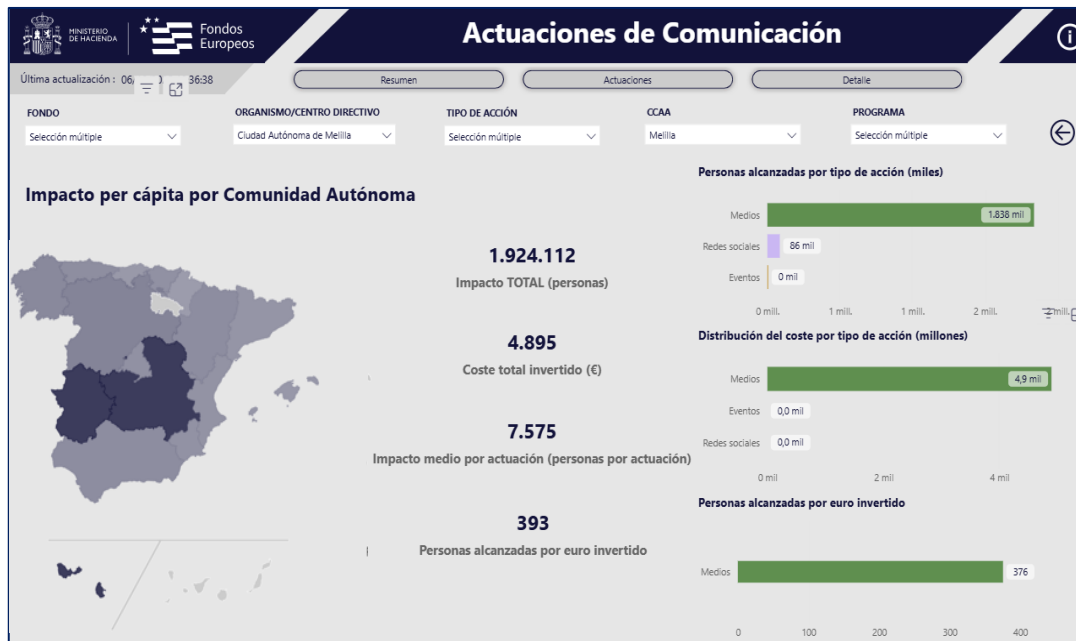 MINISTERIO
DE HACIENDA
Fondos
Europeos
Actuaciones de Comunicación
Última actualización : 06/ 36:38
Resumen
Actuaciones
Detalle
FONDO
Selección múltiple
ORGANISMO/CENTRO DIRECTIVO
Ciudad Autónoma de Melilla
TIPO DE ACCIÓN
Selección múltiple
CCAA
Melilla
PROGRAMA
Selección múltiple
Impacto per cápita por Comunidad Autónoma
1.924.112
Impacto TOTAL (personas)
4.895
Coste total invertido (€)
7.575
Impacto medio por actuación (personas por actuación)
393
Personas alcanzadas por euro invertido
Personas alcanzadas por tipo de acción (miles)
Medios 1.838 mil
Redes sociales 86 mil
Eventos 0 mil
0 mill. 1 mill. 1 mill. 2 mill. 2 mill.
Distribución del coste por tipo de acción (millones)
Medios 4,9 mil
Eventos 0,0 mil
Redes sociales 0,0 mil
0 mil 2 mil 4 mil
Personas alcanzadas por euro invertido
Medios 376
0 100 200 300 400